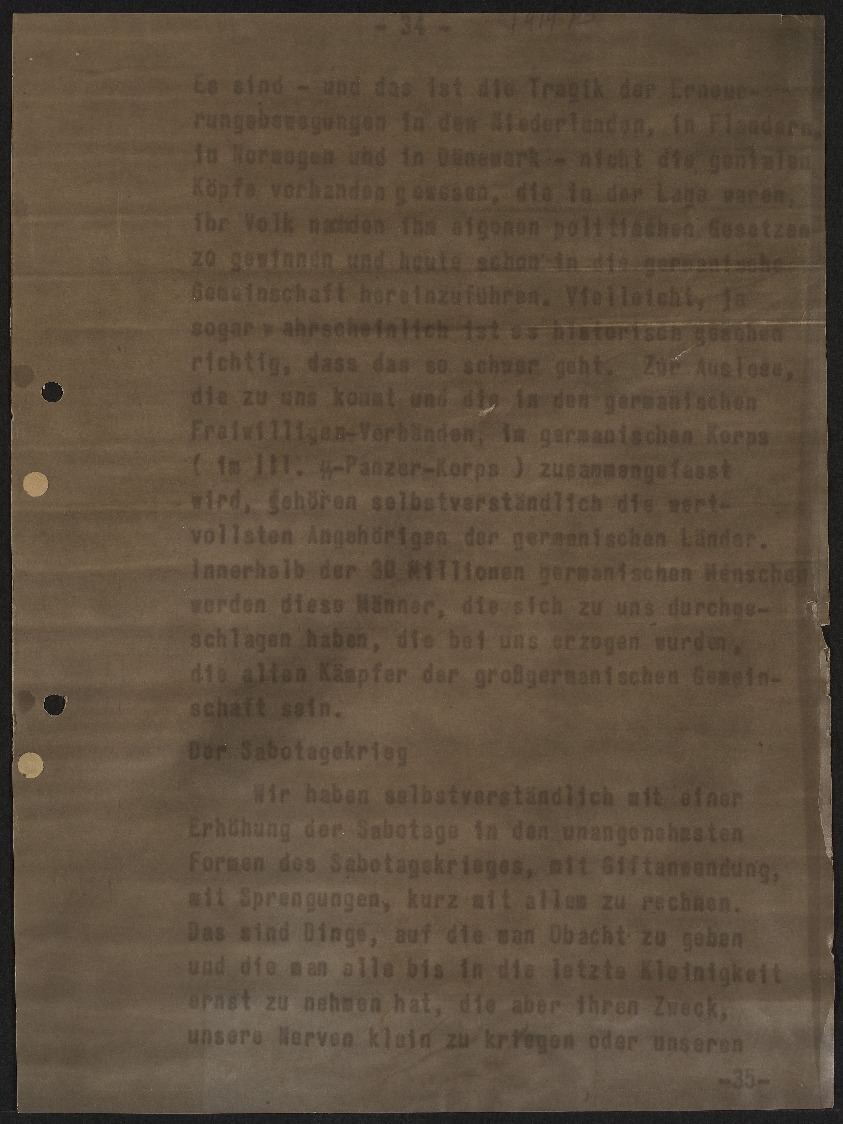 - 34 -
Es sind - und das ist die Tragik der Erneue-
rungsbewegungen in den Niederlanden, in Flandern,
in Norwegen und in Dänemark - nicht die genialen
Köpfe vorhanden gewesen, die in der Lage waren,
ihr Volk nach den ihm eigenen politischen Gesetzen
zo gewinnen und heute schon in die germanische
Gemeinschaft hereinzuführen. Vielleicht, ja
sogar w ahrscheinlich ist es historisch gesehen
richtig, dass das so schwer geht. Zur Auslese,
die zu uns kommt und die in den germanischen
Freiwilligen-Verbänden, im germanischen Korps
( im III. ᛋᛋ-Panzer-Korps ) zusammengefasst
wird, gehören selbstverständlich die wert-
vollsten Angehörigen der germanischen Länder.
Innerhalb der 30 Millionen germanischen Menschen
werden diese Männer, die sich zu uns durchge-
schlagen haben, die bei uns erzogen wurden,
die alten Kämpfer der großgermanischen Gemein-
schaft sein.
Der Sabotagekrieg
Wir haben selbstverständlich mit einer
Erhöhung der Sabotage in den unangenehmsten
Formen des Sabotagekrieges, mit Giftanwendung,
mit Sprengungen, kurz mit allem zu rechnen.
Das sind Dinge, auf die man Obacht zu geben
und die man alle bis in die letzte Kleinigkeit
ernst zu nehmen hat, die aber ihren Zweck,
unsere Nerven klein zu kriegen oder unseren
-35-